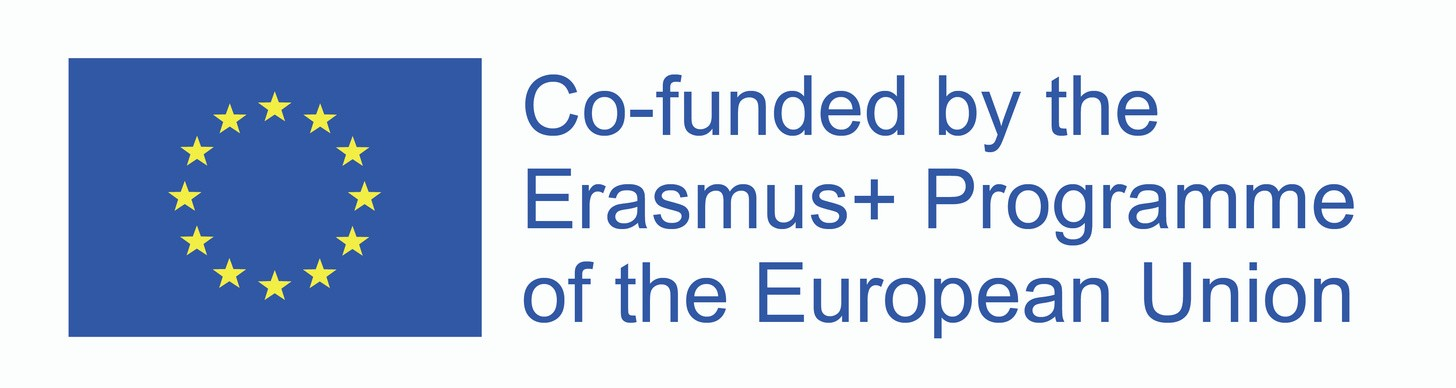 Co-funded by the
Erasmus+ Programme
of the European Union